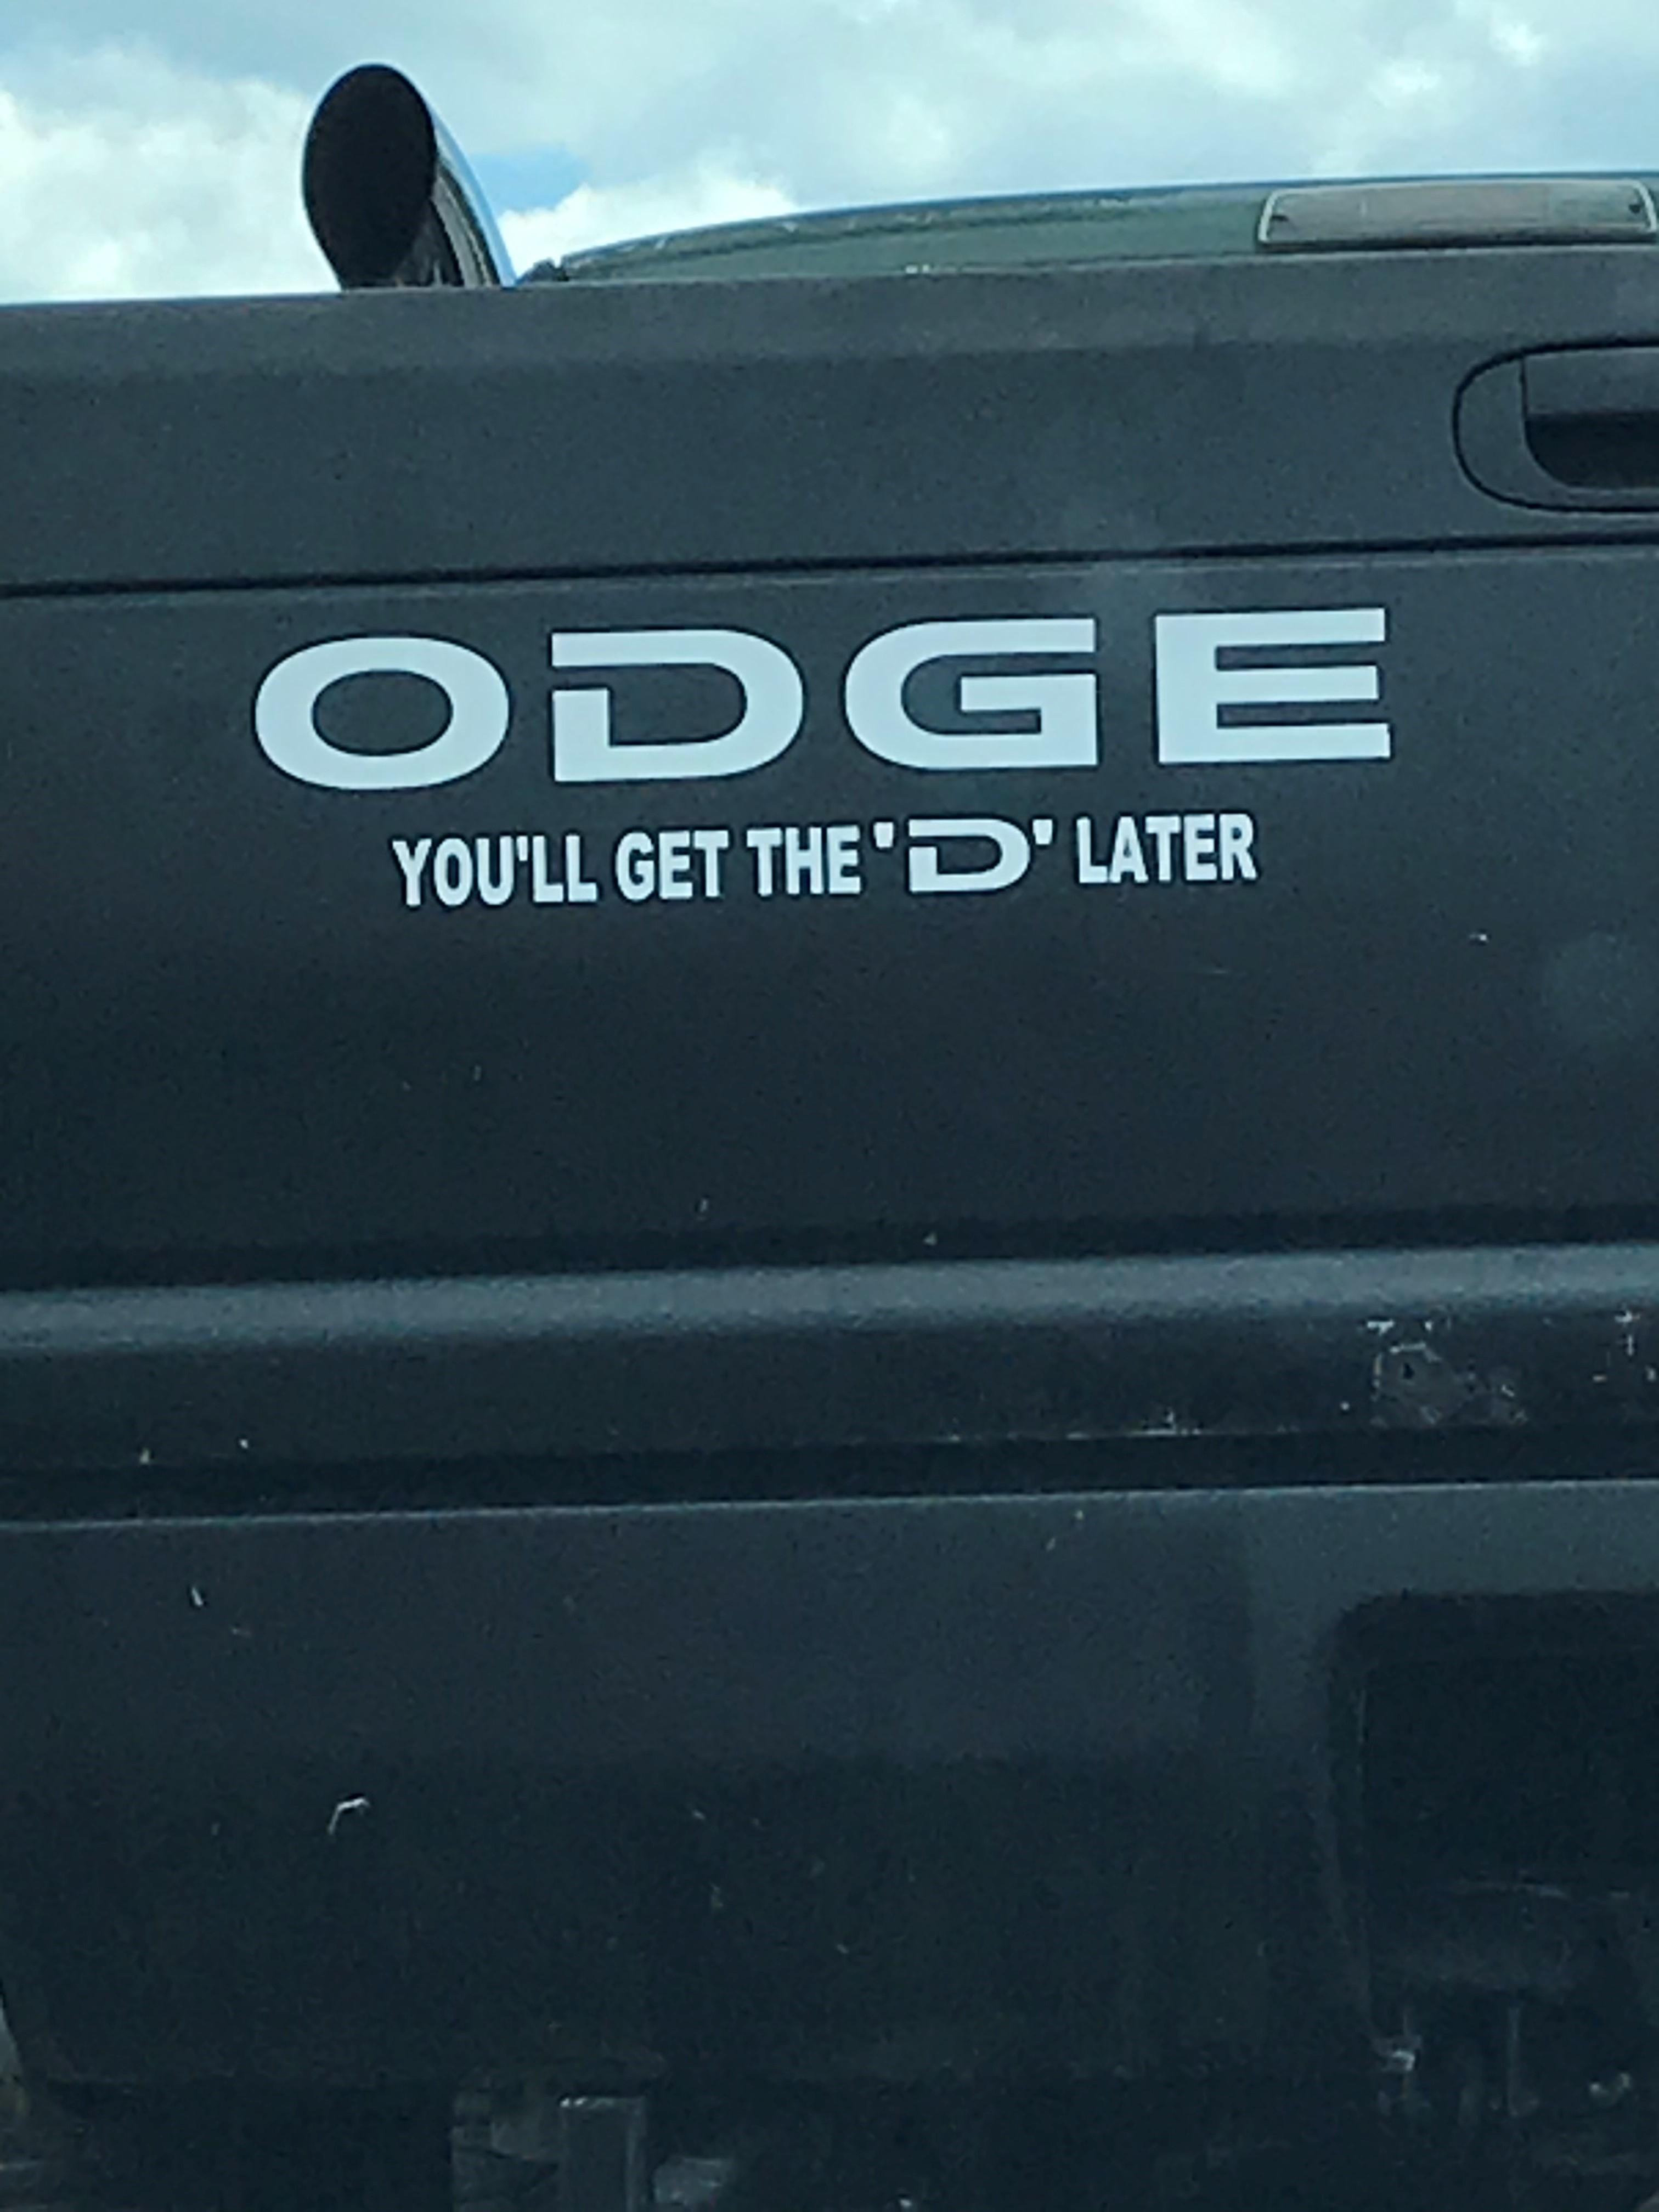 ODGE
YOU'LL GET THE 'D' LATER